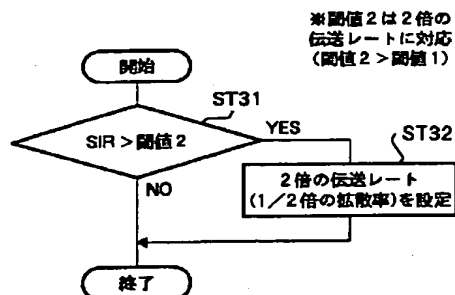 ※閾値2は2倍の
伝送レートに対応
(閾値2>閾値1)
開始
ST31
SIR>閾値2
YES
ST32
2倍の伝送レート
(1/2倍の拡散率)を設定
NO
終了